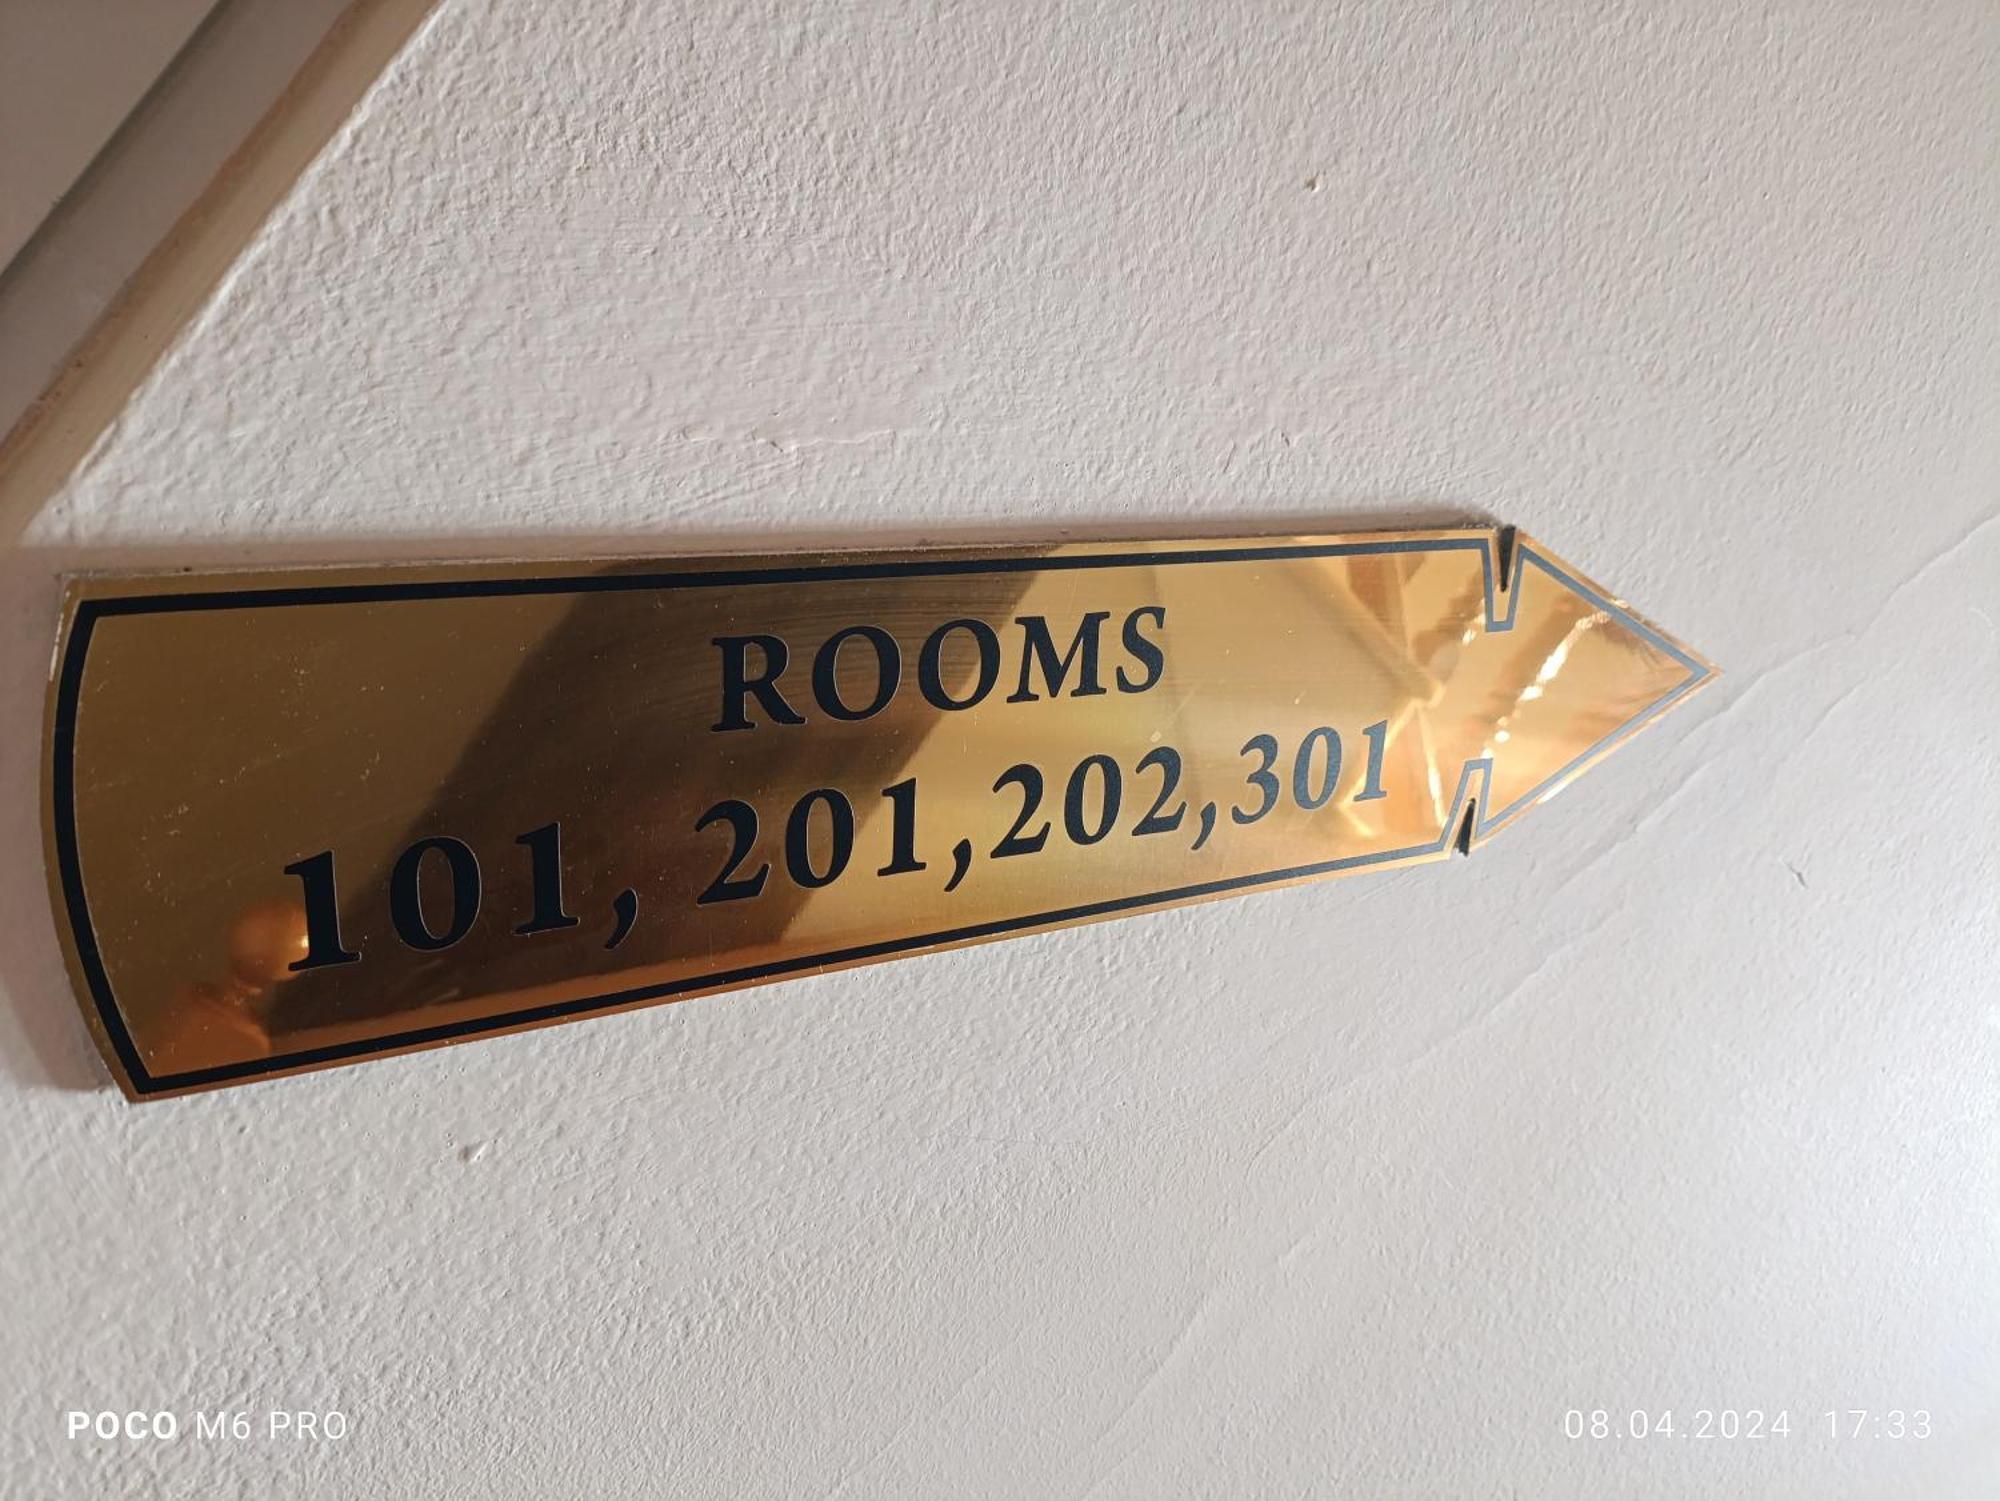 ROOMS
101, 201,202,301
POCO M6 PRO
08.04.2024 17:33